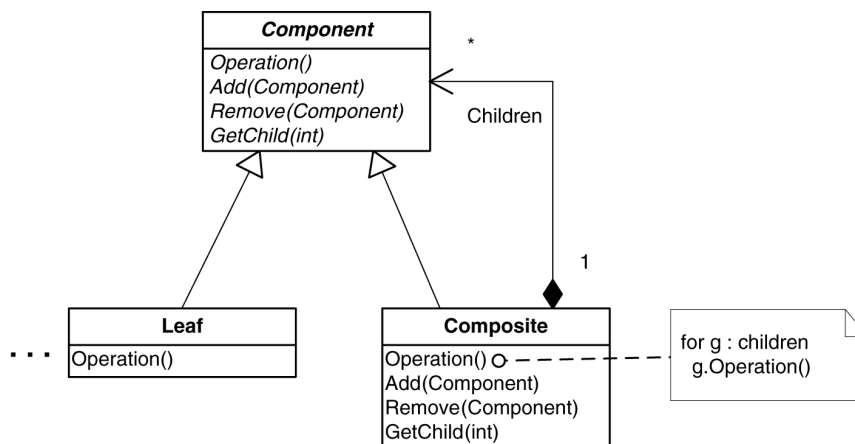 Component
Operation()
Add(Component)
Remove(Component)
GetChild(int)
*
Children
1
Leaf
Operation()
...
Composite
Operation()
Add(Component)
Remove(Component)
GetChild(int)
for g : children
g.Operation()